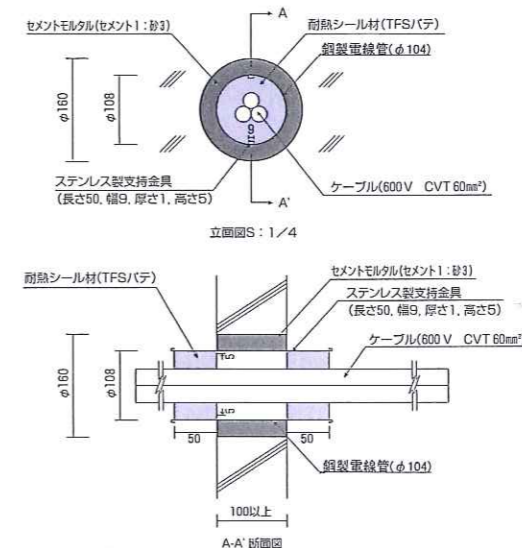 A
セメントモルタル(セメント1:砂3)
耐熱シール材(TFSパテ)
鋼製電線管(φ104)
φ160
φ108
5
9
ステンレス製支持金具
(長さ50, 幅9, 厚さ1, 高さ5)
ケーブル(600V CVT 60mm²)
A'
立面図S:1/4
耐熱シール材(TFSパテ)
セメントモルタル(セメント1:砂3)
ステンレス製支持金具
(長さ50, 幅9, 厚さ1, 高さ5)
ケーブル(600V CVT 60mm²)
φ160
φ108
5
5
50
50
鋼製電線管(φ104)
100以上
A-A' 断面図